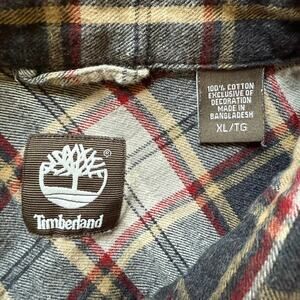 Timberland
®
100% COTTON
EXCLUSIVE OF
DECORATION
MADE IN
BANGLADESH
XL/TG